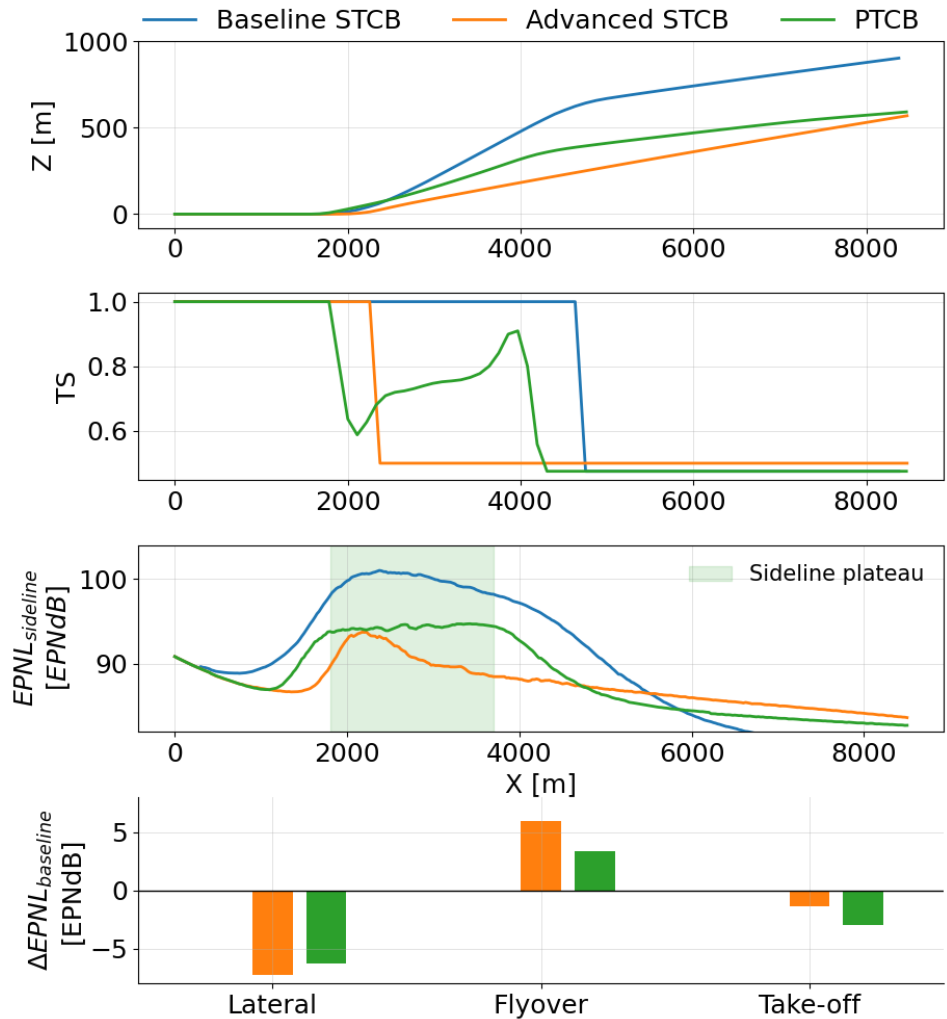 Baseline STCB Advanced STCB PTCB
1000
500
0
Z [m]
0 2000 4000 6000 8000
1.0
0.8
0.6
TS
0 2000 4000 6000 8000
100
90
EPNL_sideline
[EPNdB]
Sideline plateau
0 2000 4000 6000 8000
X [m]
5
0
−5
ΔEPNL_baseline
[EPNdB]
Lateral Flyover Take-off